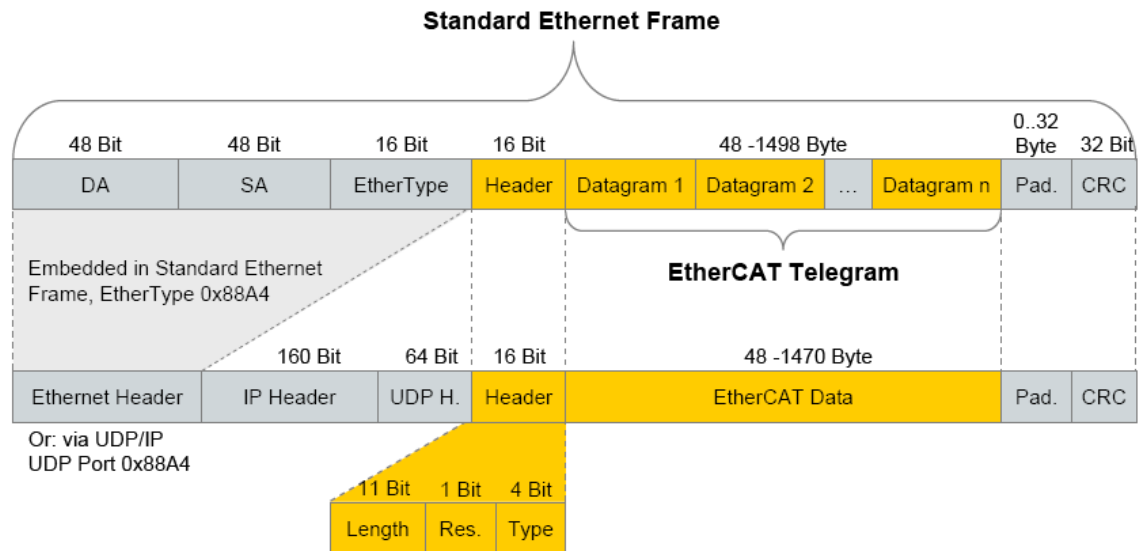 Standard Ethernet Frame
48 Bit 48 Bit 16 Bit 16 Bit 48 -1498 Byte 0..32 Byte 32 Bit
DA SA EtherType Header Datagram 1 Datagram 2 ... Datagram n Pad. CRC
Embedded in Standard Ethernet
Frame, EtherType 0x88A4
EtherCAT Telegram
160 Bit 64 Bit 16 Bit 48 -1470 Byte
Ethernet Header IP Header UDP H. Header EtherCAT Data Pad. CRC
Or: via UDP/IP
UDP Port 0x88A4
11 Bit 1 Bit 4 Bit
Length Res. Type